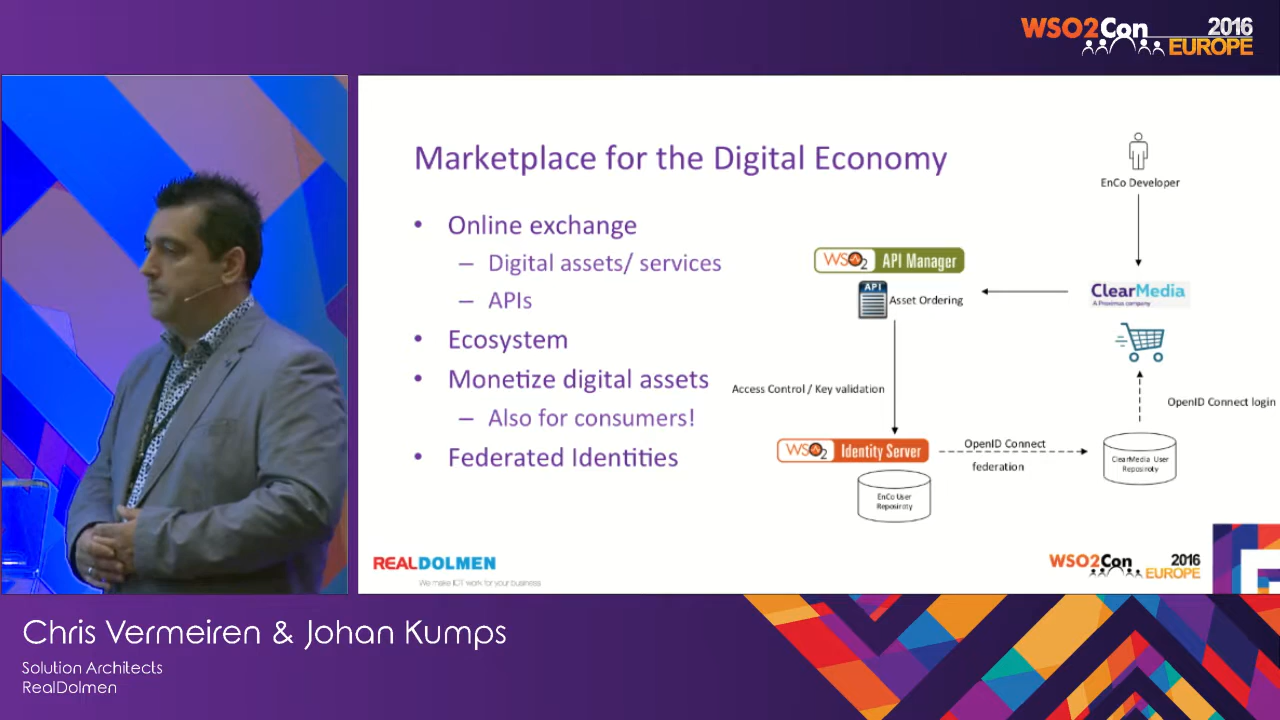 WSO2Con 2016
EUROPE
Marketplace for the Digital Economy
• Online exchange
– Digital assets/ services
– APIs
• Ecosystem
• Monetize digital assets
– Also for consumers!
• Federated Identities
EnCo Developer
WSO2 API Manager
API
Asset Ordering
ClearMedia
A Proximus company
Access Control / Key validation
OpenID Connect login
WSO2 Identity Server
OpenID Connect
federation
EnCo User
Reposiroty
ClearMedia User
Reposiroty
REALDOLMEN
We make ICT work for your business
WSO2Con 2016
EUROPE
Chris Vermeiren & Johan Kumps
Solution Architects
RealDolmen